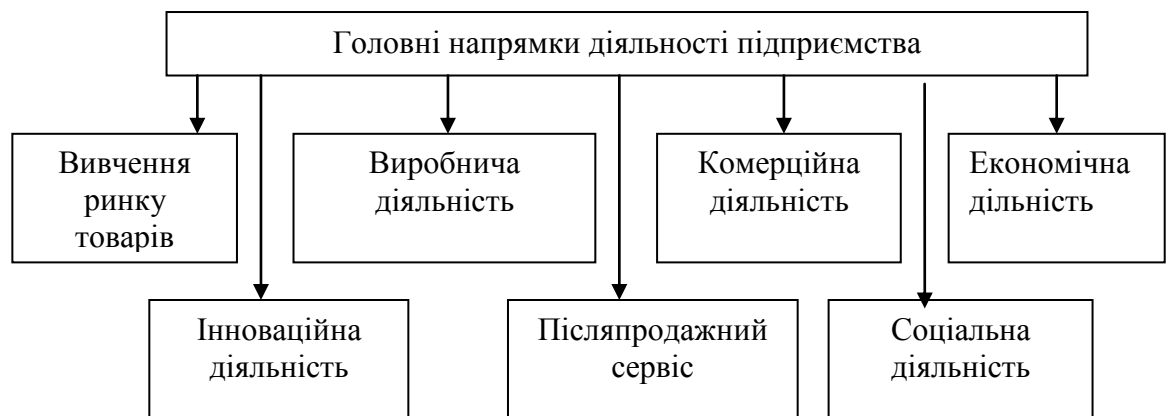 Головні напрямки діяльності підприємства
Вивчення
ринку
товарів
Виробнича
діяльність
Комерційна
діяльність
Економічна
дільність
Інноваційна
діяльність
Післяпродажний
сервіс
Соціальна
діяльність